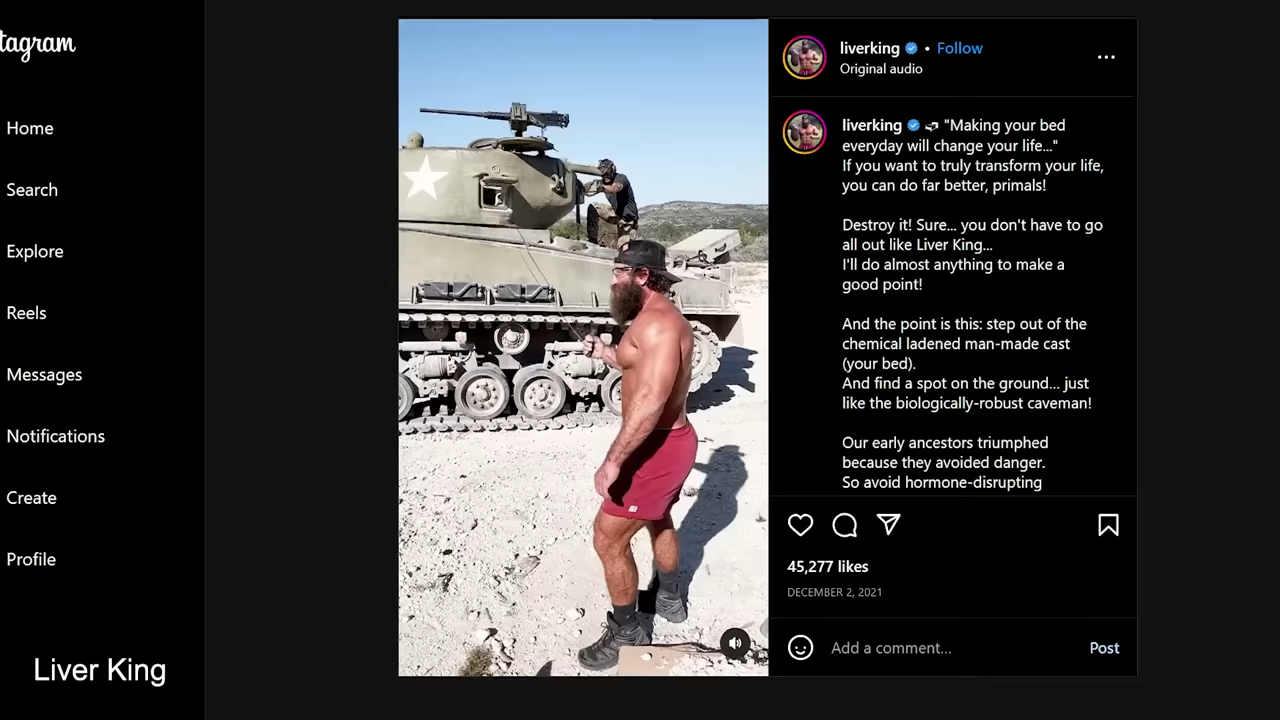 tagram
Home
Search
Explore
Reels
Messages
Notifications
Create
Profile
Liver King
liverking • Follow
Original audio
liverking "Making your bed
everyday will change your life..."
If you want to truly transform your life,
you can do far better, primals!
Destroy it! Sure... you don't have to go
all out like Liver King...
I'll do almost anything to make a
good point!
And the point is this: step out of the
chemical ladened man-made cast
(your bed).
And find a spot on the ground... just
like the biologically-robust caveman!
Our early ancestors triumphed
because they avoided danger.
So avoid hormone-disrupting
45,277 likes
DECEMBER 2, 2021
Add a comment...
Post